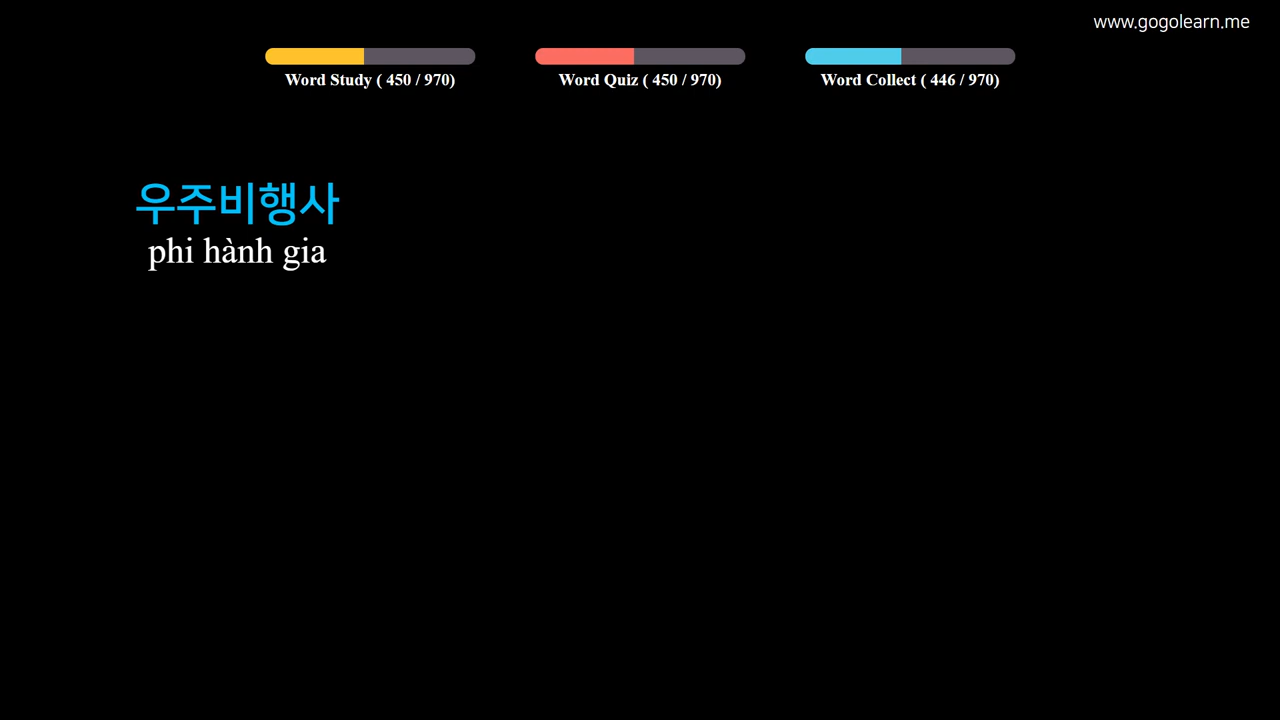 www.gogolearn.me
Word Study ( 450 / 970)
Word Quiz ( 450 / 970)
Word Collect ( 446 / 970)
우주비행사
phi hành gia